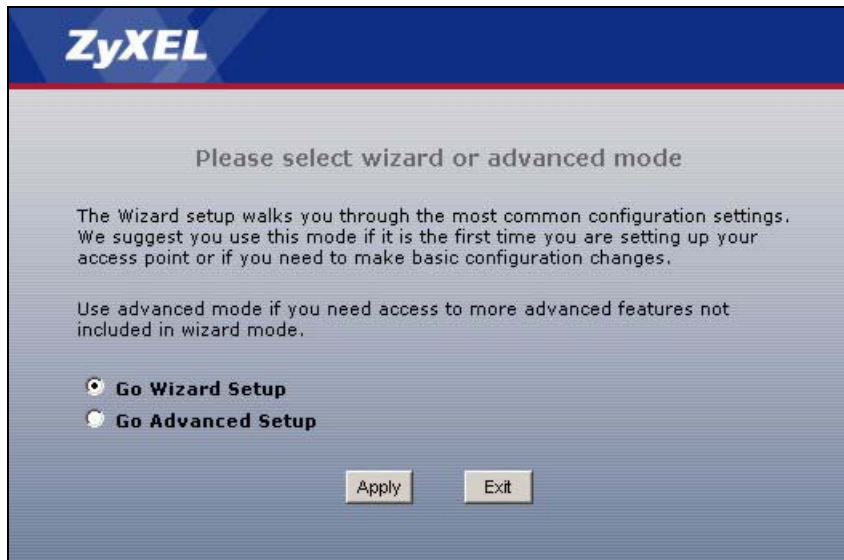 ZyXEL
Please select wizard or advanced mode
The Wizard setup walks you through the most common configuration settings.
We suggest you use this mode if it is the first time you are setting up your
access point or if you need to make basic configuration changes.
Use advanced mode if you need access to more advanced features not
included in wizard mode.
Go Wizard Setup
Go Advanced Setup
Apply Exit